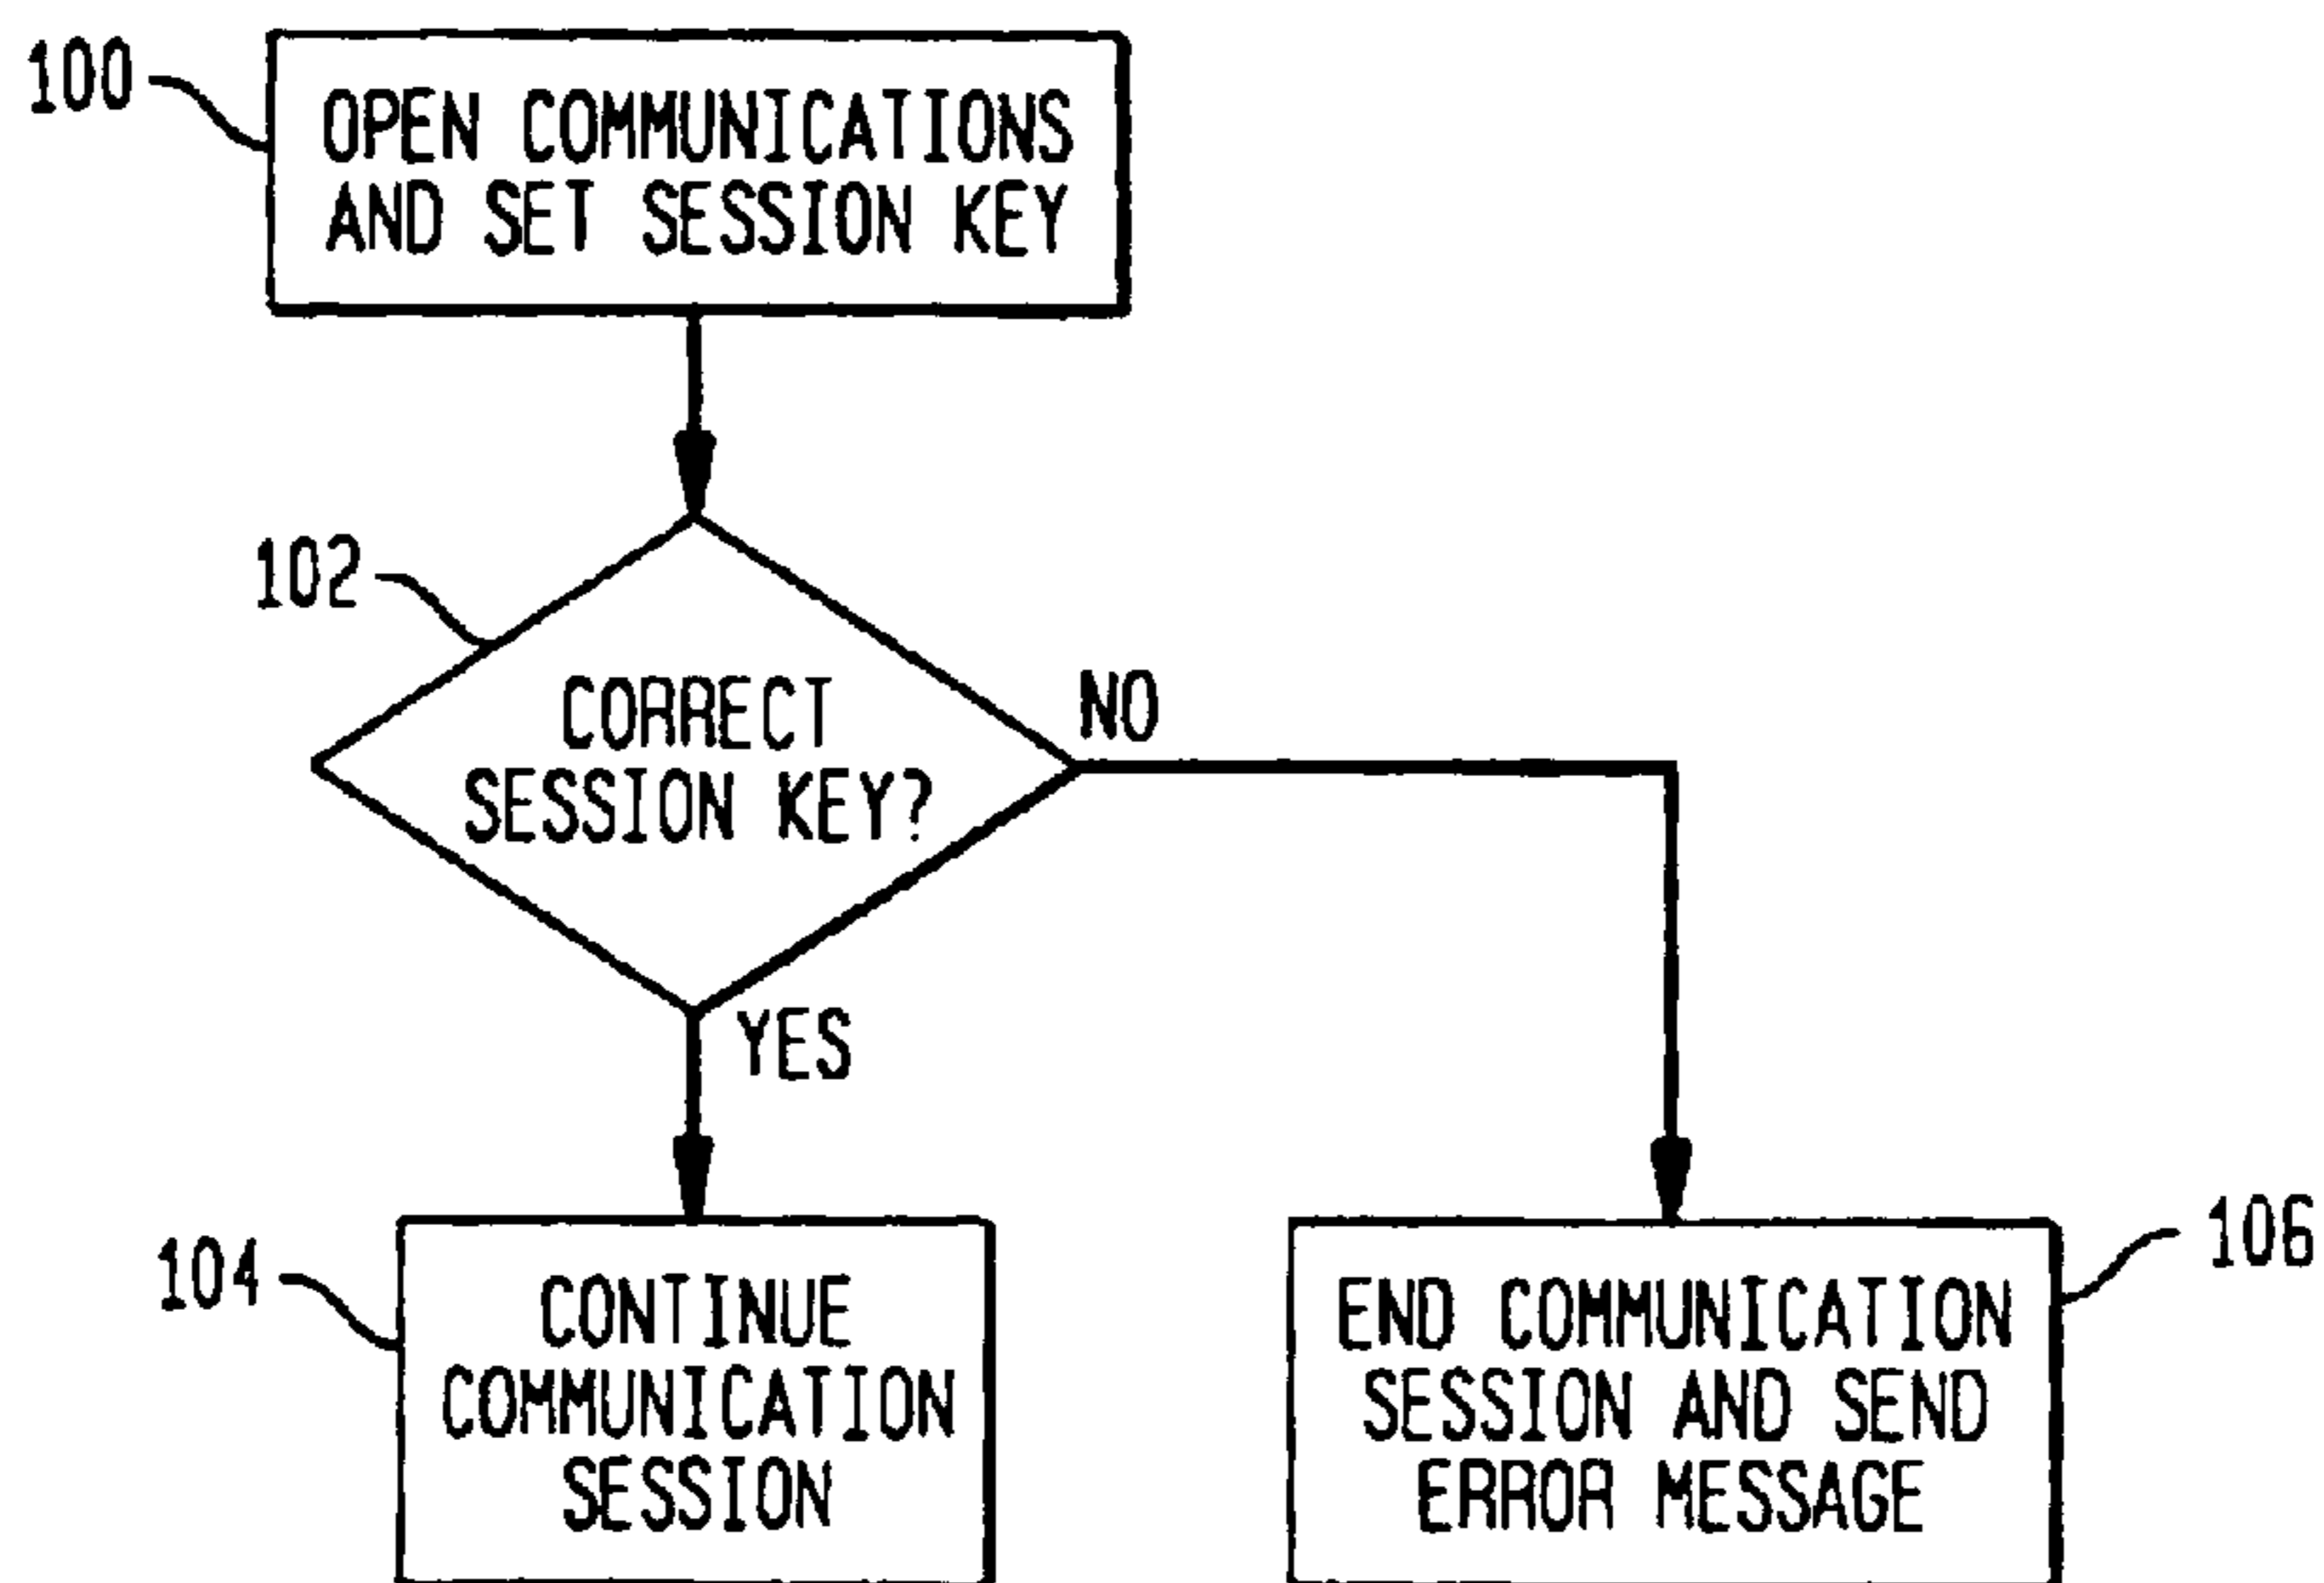 100
OPEN COMMUNICATIONS
AND SET SESSION KEY
102
CORRECT
SESSION KEY?
NO
YES
104
CONTINUE
COMMUNICATION
SESSION
106
END COMMUNICATION
SESSION AND SEND
ERROR MESSAGE